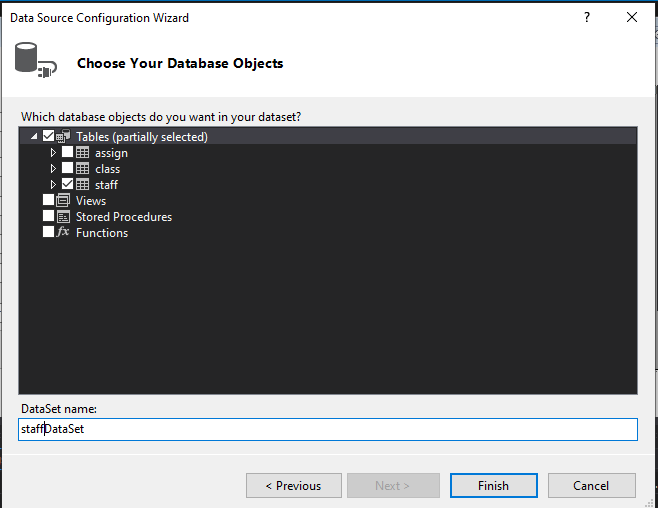 Data Source Configuration Wizard
?
Choose Your Database Objects
Which database objects do you want in your dataset?
Tables (partially selected)
assign
class
staff
Views
Stored Procedures
fx Functions
DataSet name:
staffDataSet
< Previous
Next >
Finish
Cancel